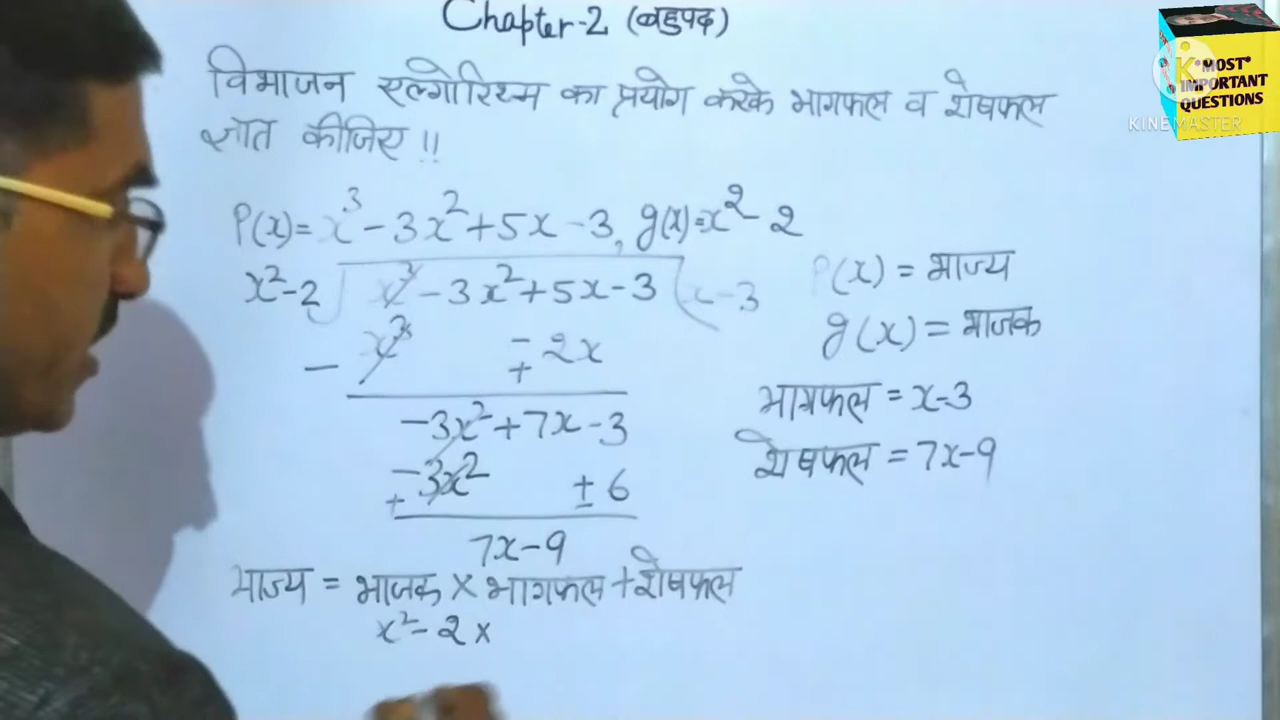 Chapter-2 (बहुपद)
विभाजन एल्गोरिथ्म का प्रयोग करके भागफल व शेषफल
ज्ञात कीजिए !!
P(x) = x³ - 3x² + 5x - 3, g(x) = x² - 2
x² - 2 ) x³ - 3x² + 5x - 3 ( x - 3
- x³ - + 2x
-3x² + 7x - 3
+ -3x² ± 6
7x - 9
भाज्य = भाजक × भागफल + शेषफल
x² - 2 ×
P(x) = भाज्य
g(x) = भाजक
भागफल = x-3
शेषफल = 7x-9
*MOST*
IMPORTANT
QUESTIONS
KINEMASTER